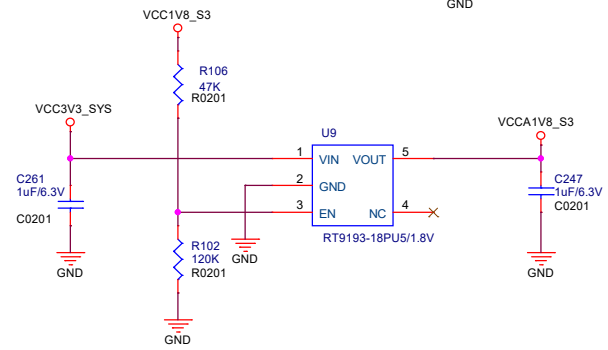 GND
VCC1V8_S3
R106
47K
R0201
VCC3V3_SYS
VCCA1V8_S3
U9
1 VIN VOUT 5
2 GND
3 EN NC 4
RT9193-18PU5/1.8V
C261
1uF/6.3V
C0201
C247
1uF/6.3V
C0201
R102
120K
R0201
GND
GND
GND
GND